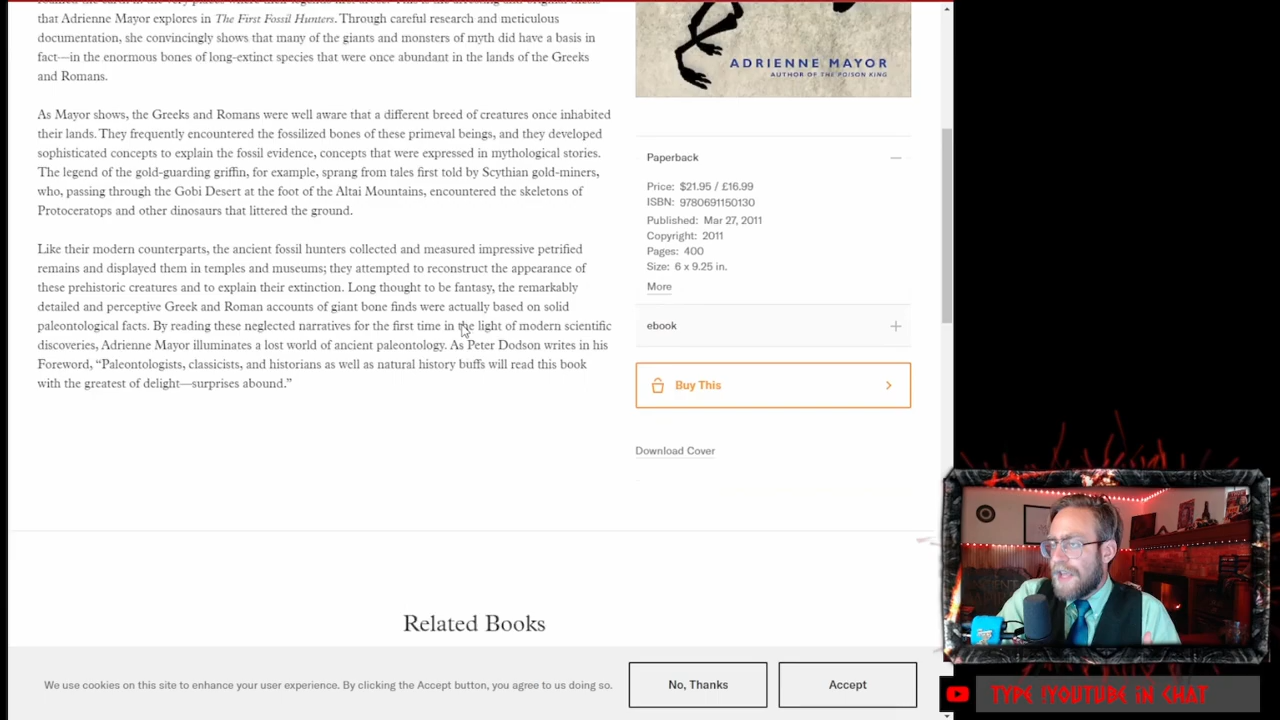 that Adrienne Mayor explores in The First Fossil Hunters. Through careful research and meticulous
documentation, she convincingly shows that many of the giants and monsters of myth did have a basis in
fact—in the enormous bones of long-extinct species that were once abundant in the lands of the Greeks
and Romans.
As Mayor shows, the Greeks and Romans were well aware that a different breed of creatures once inhabited
their lands. They frequently encountered the fossilized bones of these primeval beings, and they developed
sophisticated concepts to explain the fossil evidence, concepts that were expressed in mythological stories.
The legend of the gold-guarding griffin, for example, sprang from tales first told by Scythian gold-miners,
who, passing through the Gobi Desert at the foot of the Altai Mountains, encountered the skeletons of
Protoceratops and other dinosaurs that littered the ground.
Like their modern counterparts, the ancient fossil hunters collected and measured impressive petrified
remains and displayed them in temples and museums; they attempted to reconstruct the appearance of
these prehistoric creatures and to explain their extinction. Long thought to be fantasy, the remarkably
detailed and perceptive Greek and Roman accounts of giant bone finds were actually based on solid
paleontological facts. By reading these neglected narratives for the first time in the light of modern scientific
discoveries, Adrienne Mayor illuminates a lost world of ancient paleontology. As Peter Dodson writes in his
Foreword, “Paleontologists, classicists, and historians as well as natural history buffs will read this book
with the greatest of delight—surprises abound.”
ADRIENNE MAYOR
AUTHOR OF THE POISON KING
Paperback
Price: $21.95 / £16.99
ISBN: 9780691150130
Published: Mar 27, 2011
Copyright: 2011
Pages: 400
Size: 6 x 9.25 in.
More
ebook
Buy This
Download Cover
Related Books
We use cookies on this site to enhance your user experience. By clicking the Accept button, you agree to us doing so.
No, Thanks
Accept
TYPE !YOUTUBE IN CHAT